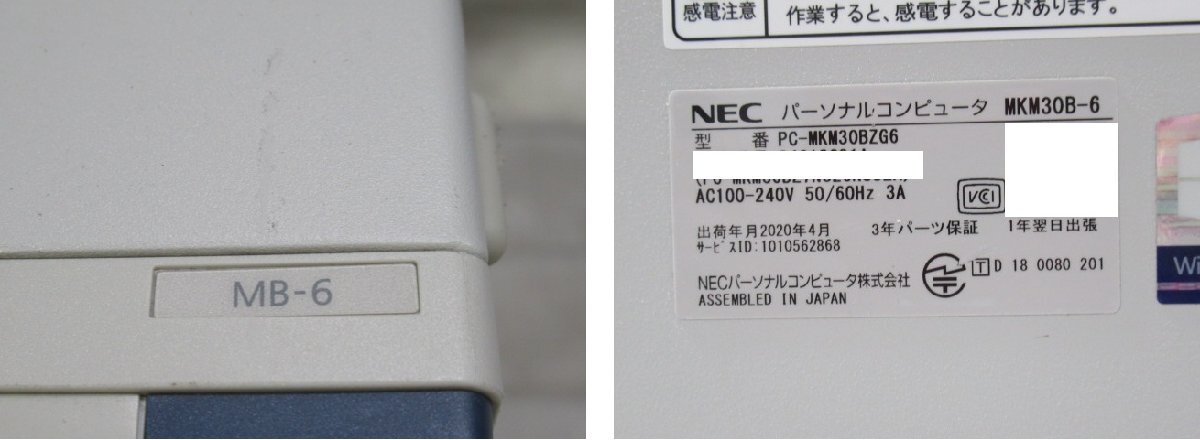 MB-6
感電注意
作業すると、感電することがあります。
NEC パーソナルコンピュータ MKM30B-6
型 番 PC-MKM30BZG6
AC100-240V 50/60Hz 3A
VCCI
出荷年月2020年4月 3年パーツ保証 1年翌日出張
サービスID:1010562868
NECパーソナルコンピュータ株式会社
ASSEMBLED IN JAPAN
T D 18 0080 201
Wi